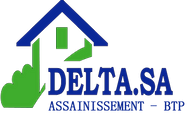 DELTA.SA
ASSAINISSEMENT - BTP